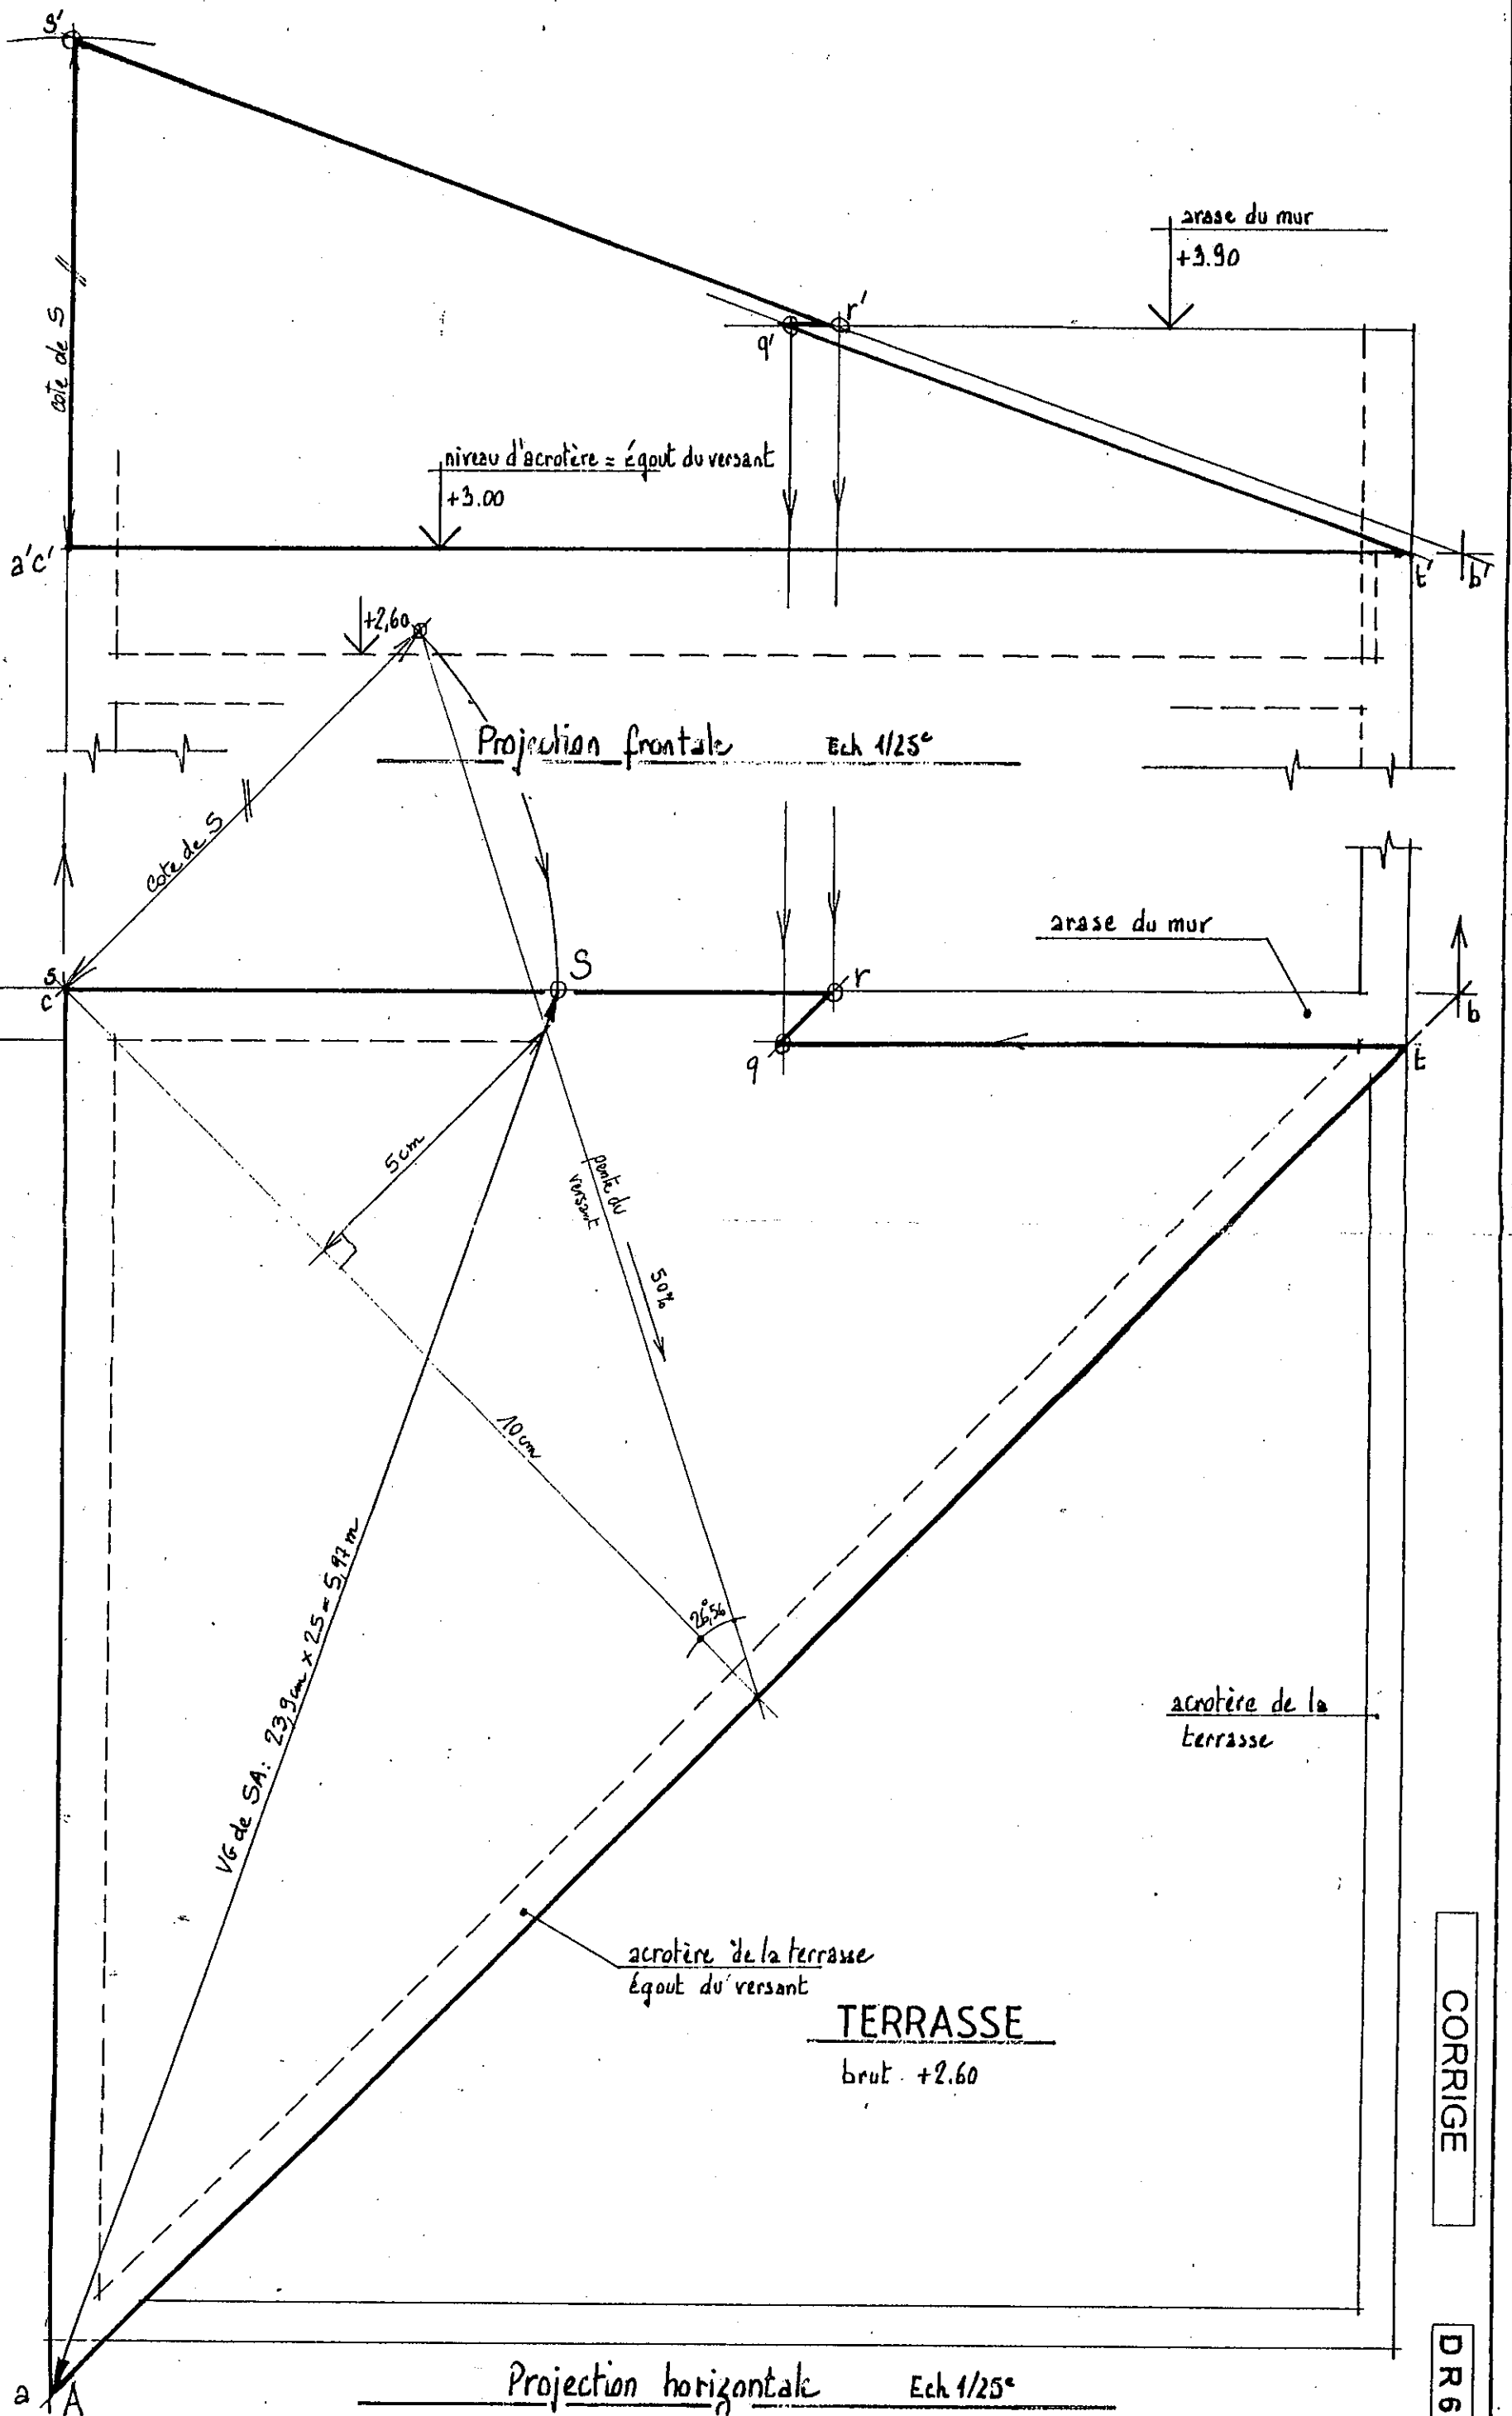 s'
arase du mur
+3.90
cote de S
r'
q'
niveau d'acrotère = égout du versant
+3.00
a'c'
t'
b'
+2,60
Projection frontale Ech 1/25e
cote de S
arase du mur
s
c
S
r
b
q
t
5cm
pente du
versant
50%
10cm
26°,56
VG de SA : 23,9cm x 25 = 5,97m
acrotère de la
terrasse
acrotère de la terrasse
égout du versant
TERRASSE
brut +2.60
CORRIGE
DR6
a
A
Projection horizontale Ech 1/25e